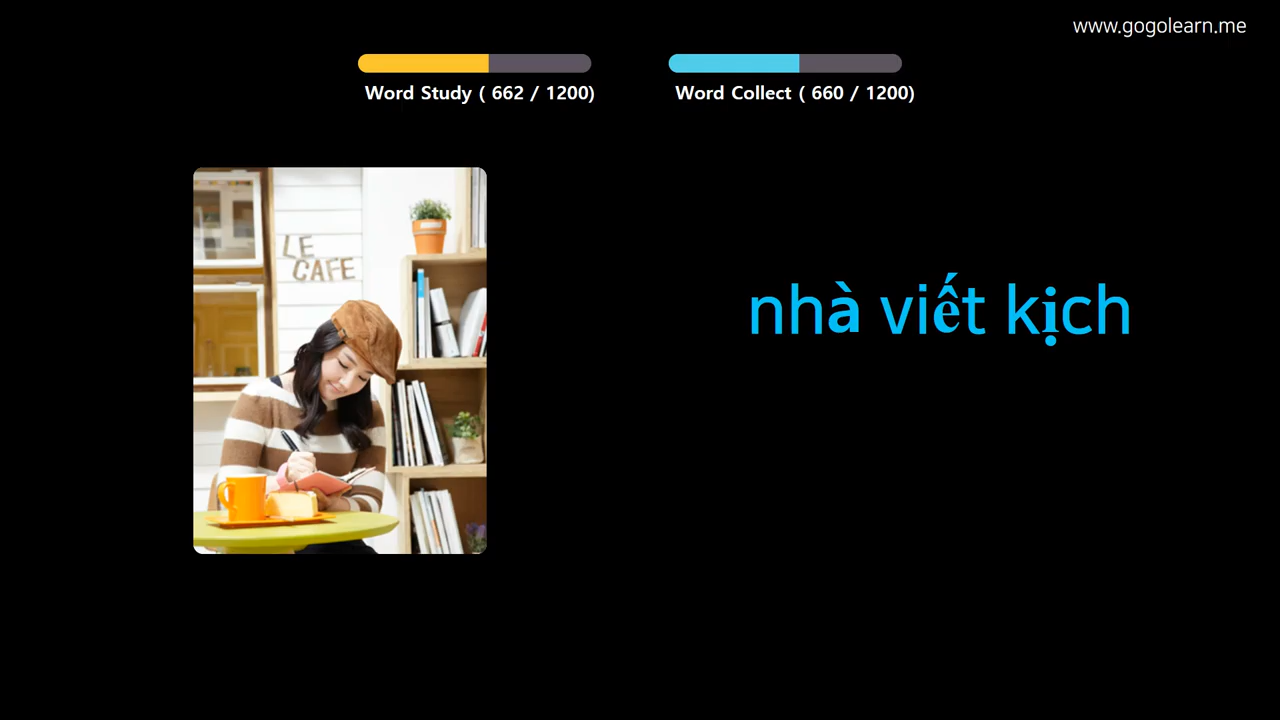 www.gogolearn.me
Word Study ( 662 / 1200)
Word Collect ( 660 / 1200)
LE
CAFE
nhà viết kịch